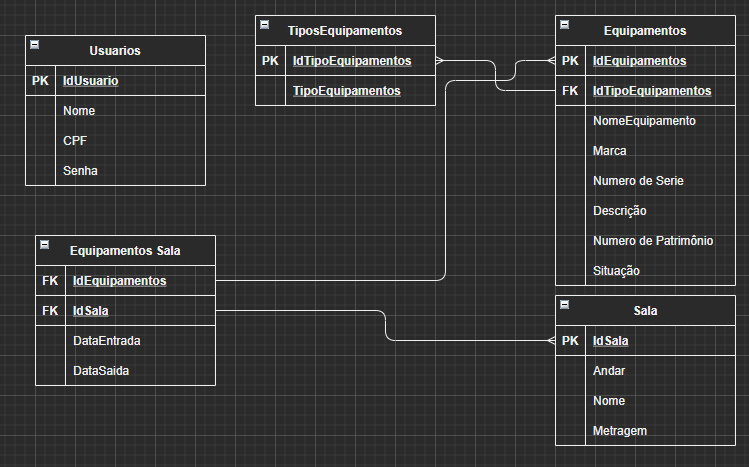 Usuarios
PK IdUsuario
Nome
CPF
Senha
TiposEquipamentos
PK IdTipoEquipamentos
TipoEquipamentos
Equipamentos
PK IdEquipamentos
FK IdTipoEquipamentos
NomeEquipamento
Marca
Numero de Serie
Descrição
Numero de Patrimônio
Situação
Equipamentos Sala
FK IdEquipamentos
FK IdSala
DataEntrada
DataSaida
Sala
PK IdSala
Andar
Nome
Metragem